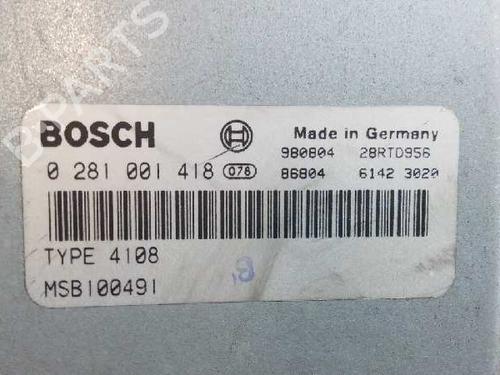 B-PARTS
BOSCH
Made in Germany
980804 28RTD956
0 281 001 418 078
86804 6142 3020
TYPE 4108
MSB100491
B